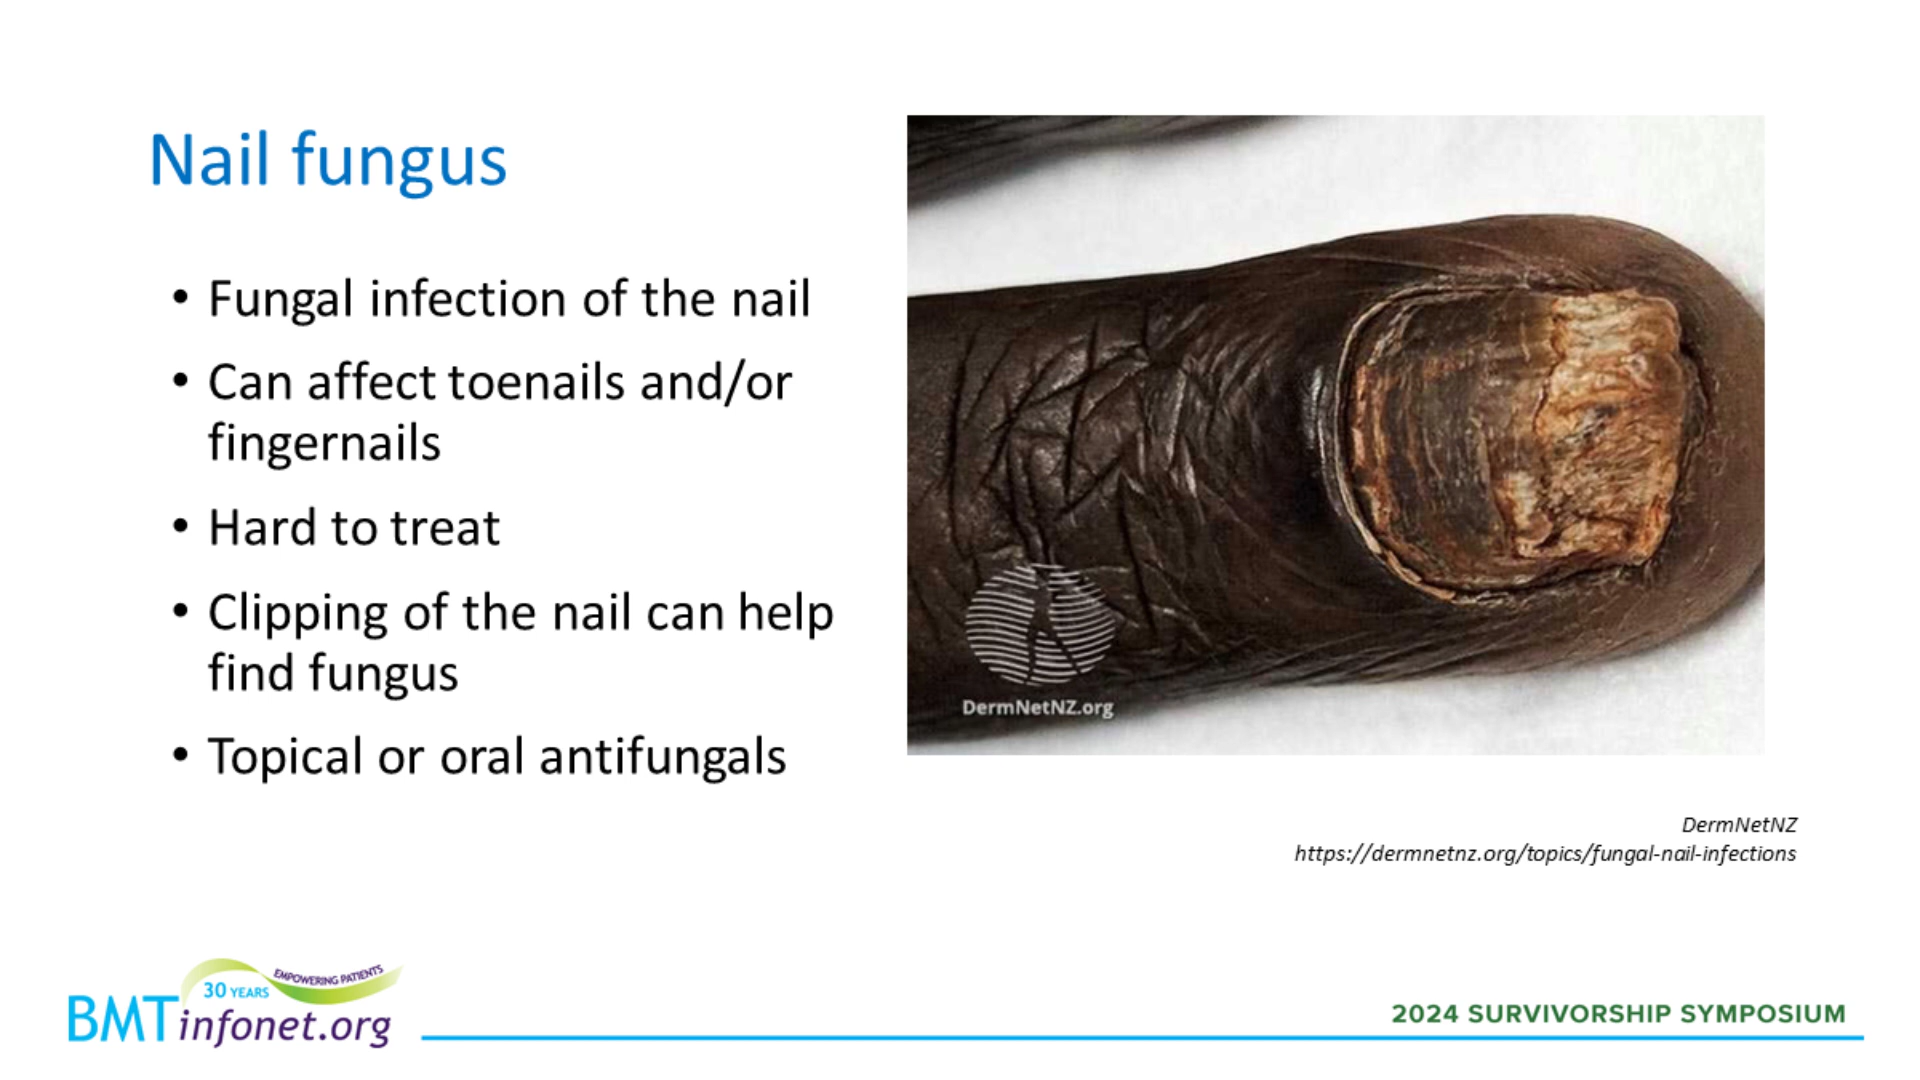 Nail fungus
• Fungal infection of the nail
• Can affect toenails and/or
fingernails
• Hard to treat
• Clipping of the nail can help
find fungus
• Topical or oral antifungals
DermNetNZ.org
DermNetNZ
https://dermnetnz.org/topics/fungal-nail-infections
EMPOWERING PATIENTS
30 YEARS
BMTinfonet.org
2024 SURVIVORSHIP SYMPOSIUM